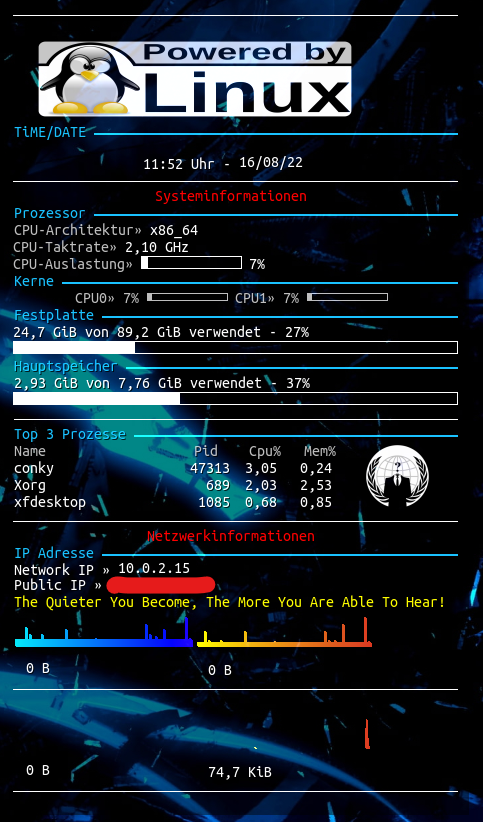 Powered by
Linux
TiME/DATE
11:52 Uhr - 16/08/22
Systeminformationen
Prozessor
CPU-Architektur» x86_64
CPU-Taktrate» 2,10 GHz
CPU-Auslastung» 7%
Kerne
CPU0» 7% CPU1» 7%
Festplatte
24,7 GiB von 89,2 GiB verwendet - 27%
Hauptspeicher
2,93 GiB von 7,76 GiB verwendet - 37%
Top 3 Prozesse
Name Pid Cpu% Mem%
conky 47313 3,05 0,24
Xorg 689 2,03 2,53
xfdesktop 1085 0,68 0,85
Netzwerkinformationen
IP Adresse
Network IP » 10.0.2.15
Public IP »
The Quieter You Become, The More You Are Able To Hear!
0 B 0 B
0 B 74,7 KiB